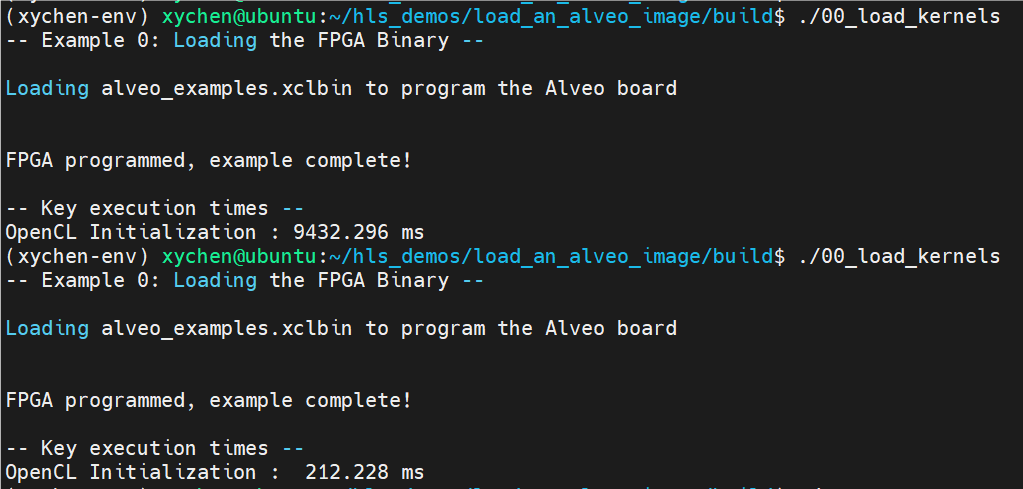 (xychen-env) xychen@ubuntu:~/hls_demos/load_an_alveo_image/build$ ./00_load_kernels
-- Example 0: Loading the FPGA Binary --
Loading alveo_examples.xclbin to program the Alveo board
FPGA programmed, example complete!
-- Key execution times --
OpenCL Initialization : 9432.296 ms
(xychen-env) xychen@ubuntu:~/hls_demos/load_an_alveo_image/build$ ./00_load_kernels
-- Example 0: Loading the FPGA Binary --
Loading alveo_examples.xclbin to program the Alveo board
FPGA programmed, example complete!
-- Key execution times --
OpenCL Initialization :  212.228 ms